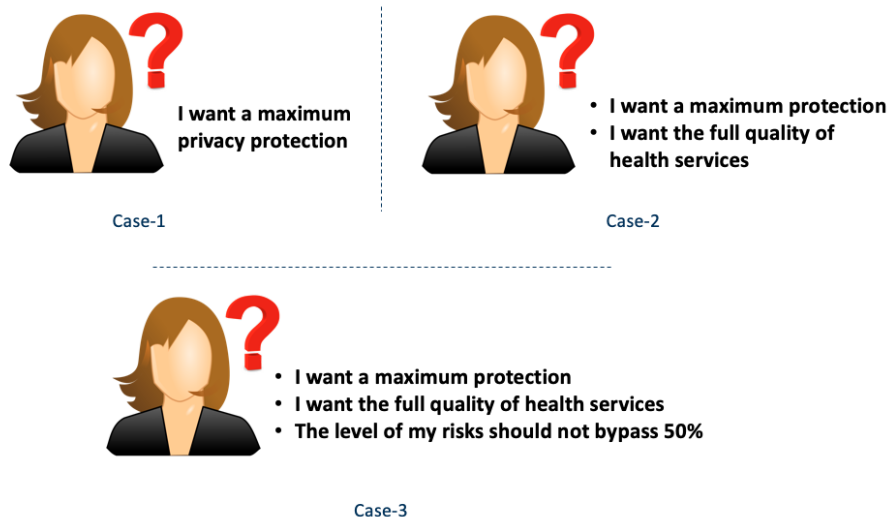 ?
I want a maximum
privacy protection
Case-1
?
• I want a maximum protection
• I want the full quality of
health services
Case-2
?
• I want a maximum protection
• I want the full quality of health services
• The level of my risks should not bypass 50%
Case-3